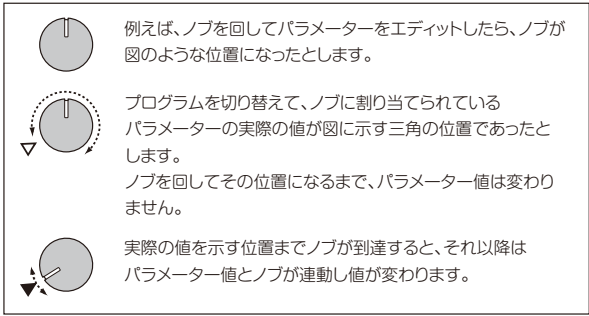 例えば、ノブを回してパラメーターをエディットしたら、ノブが
図のような位置になったとします。
プログラムを切り替えて、ノブに割り当てられている
パラメーターの実際の値が図に示す三角の位置であったと
します。
ノブを回してその位置になるまで、パラメーター値は変わり
ません。
実際の値を示す位置までノブが到達すると、それ以降は
パラメーター値とノブが連動し値が変わります。